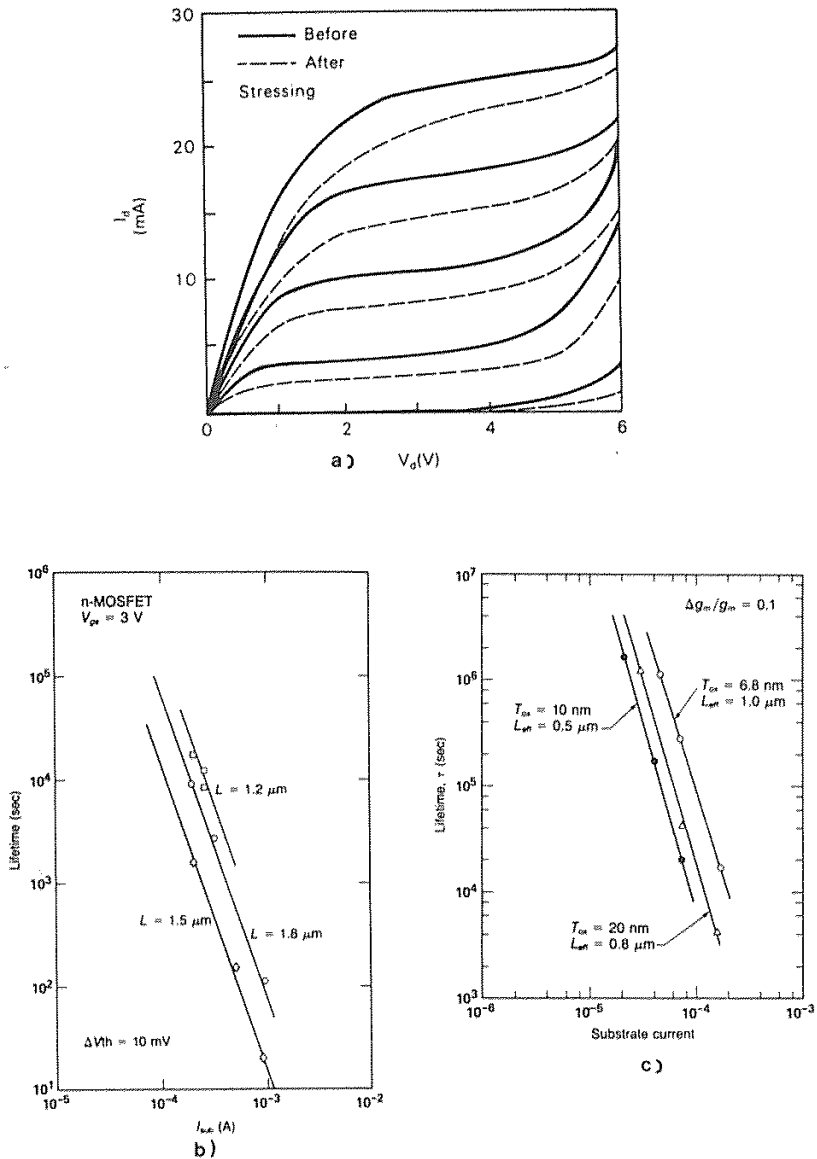 30
Before
After
Stressing
20
I_d
(mA)
10
0
2
4
6
a) V_d(V)
10^6
n-MOSFET
V_gs = 3 V
10^5
10^4
L = 1.2 μm
Lifetime (sec)
10^3
L = 1.5 μm
L = 1.8 μm
10^2
ΔVth = 10 mV
10^1
10^-5
10^-4
10^-3
10^-2
I_sub (A)
b)
10^7
Δg_m/g_m = 0.1
T_ox = 6.8 nm
L_eff = 1.0 μm
10^6
T_ox = 10 nm
L_eff = 0.5 μm
Lifetime, τ (sec)
10^5
10^4
T_ox = 20 nm
L_eff = 0.8 μm
10^3
10^-6
10^-5
10^-4
10^-3
Substrate current
c)